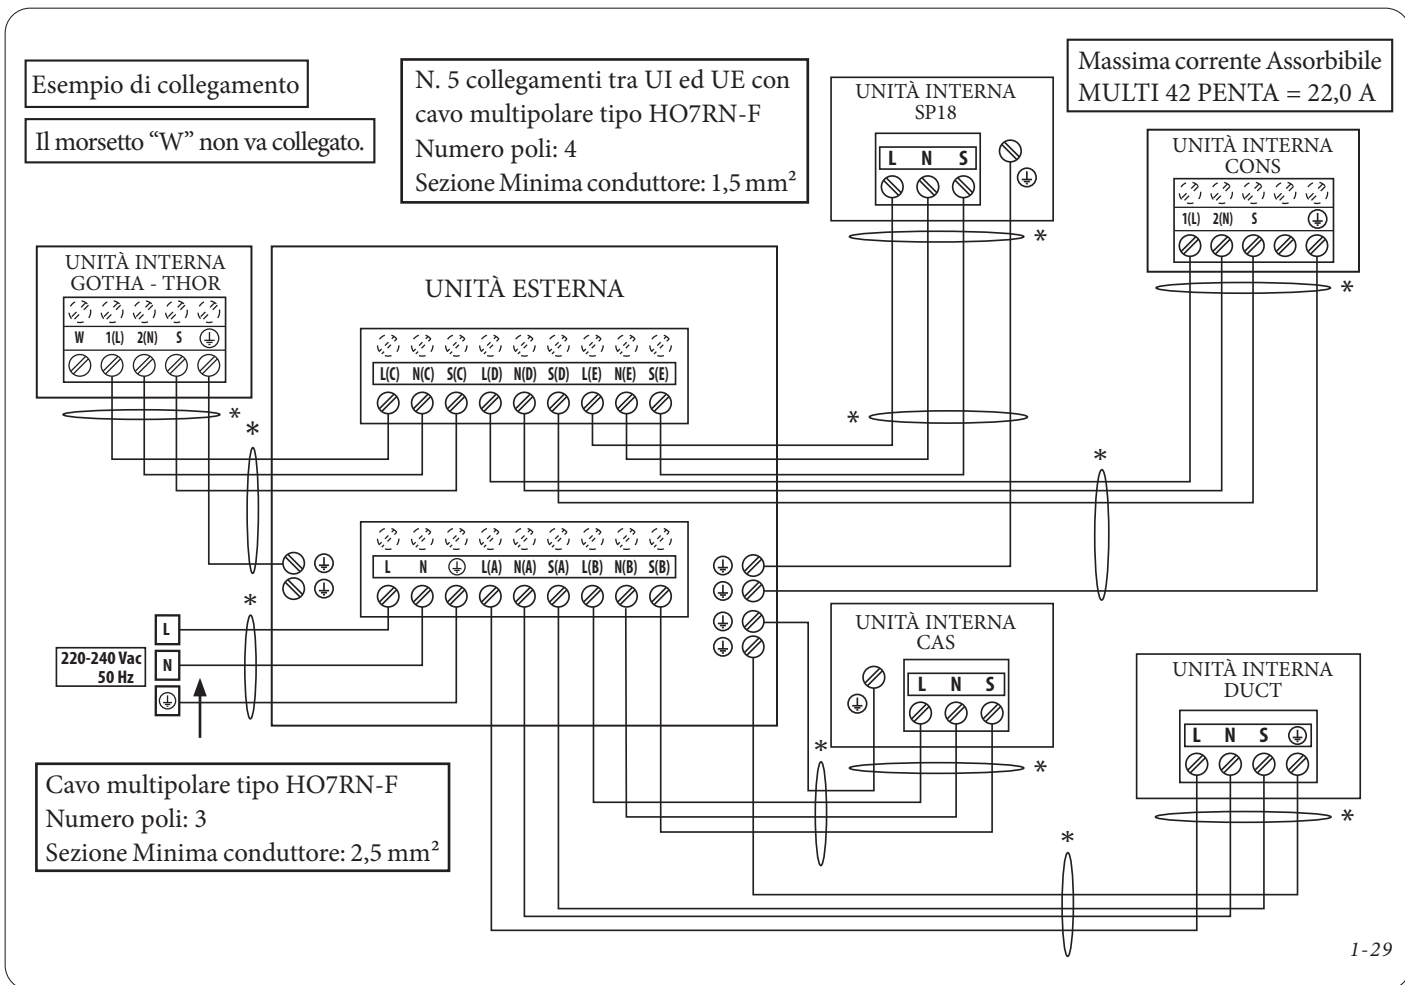 Esempio di collegamento
Il morsetto “W” non va collegato.
N. 5 collegamenti tra UI ed UE con
cavo multipolare tipo HO7RN-F
Numero poli: 4
Sezione Minima conduttore: 1,5 mm²
UNITÀ INTERNA
SP18
L N S
Massima corrente Assorbibile
MULTI 42 PENTA = 22,0 A
UNITÀ INTERNA
CONS
1(L) 2(N) S
*
*
UNITÀ INTERNA
GOTHA - THOR
W 1(L) 2(N) S
*
*
UNITÀ ESTERNA
L(C) N(C) S(C) L(D) N(D) S(D) L(E) N(E) S(E)
*
*
L N L(A) N(A) S(A) L(B) N(B) S(B)
*
L
N
220-240 Vac
50 Hz
UNITÀ INTERNA
CAS
L N S
*
*
UNITÀ INTERNA
DUCT
L N S
*
*
Cavo multipolare tipo HO7RN-F
Numero poli: 3
Sezione Minima conduttore: 2,5 mm²
1-29